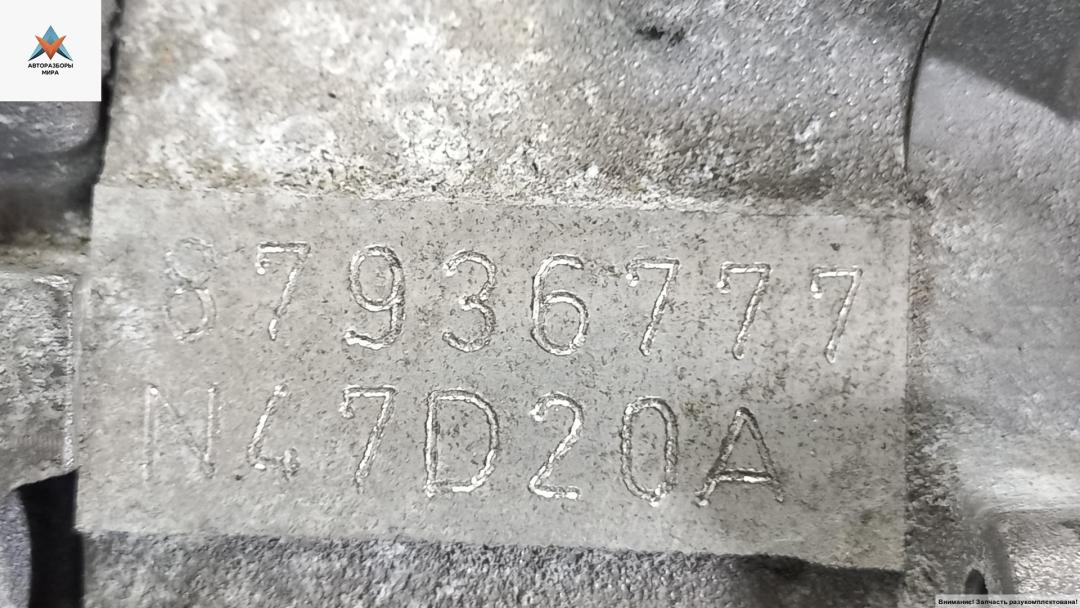 АВТОРАЗБОРЫ
МИРА
87936777
N47D20A
Внимание! Запчасть разукомплектована!